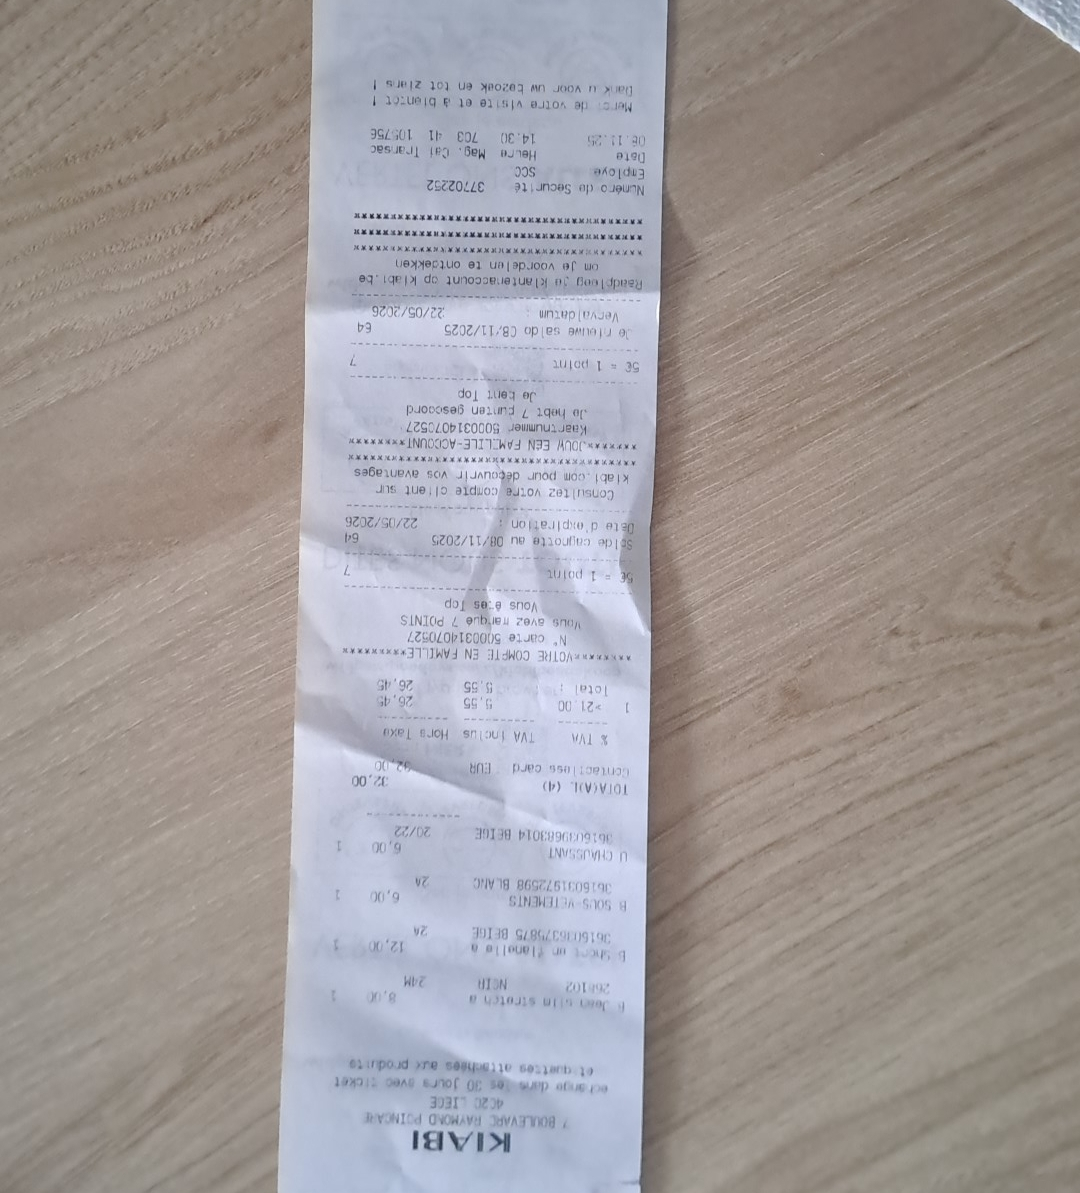 KIABI
7 BOULEVARD RAYMOND POINCARE
4020 LIEGE
echange dans les 30 jours avec ticket
et quettes attachées aux produits
B Jean slim stretch a 8,00 1
266102 NOIR 24M
B Short en flanelle a 12,00 1
3616036375875 BEIGE 2A
B SOUS-VETEMENTS 6,00 1
3616031972598 BLANC 2A
U CHAUSSANT 6,00 1
3616039683014 BEIGE 20/22
TOTA(A)L (4) 32,00
Contactless card EUR 32,00
% TVA TVA inclus Hors Taxe
1 >21.00 5,55 26,45
Total : 5,55 26,45
********VOTRE COMPTE EN FAMILLE*********
N° carte 5000314070527
Vous avez marqué 7 POINTS
Vous êtes Top
5€ = 1 point 7
Solde cagnotte au 08/11/2025 64
Date d'expiration : 22/05/2026
Consultez votre compte client sur
kiabi.com pour découvrir vos avantages
****************************************
*******JOUW EEN FAMILLE-ACCOUNT********
Kaartnummer 5000314070527
Je hebt 7 punten gescoord
Je bent Top
5€ = 1 point 7
Je nieuwe saldo 08/11/2025 64
Vervaldatum : 22/05/2026
Raadpleeg je klantenaccount op kiabi.be
om je voordelen te ontdekken
****************************************
****************************************
****************************************
Numéro de Sécurité 37702252
Employe SCC
Date Heure Mag. Cai Transac
08.11.25 14.30 703 41 105756
Merci de votre visite et à bientôt !
Dank u voor uw bezoek en tot ziens !